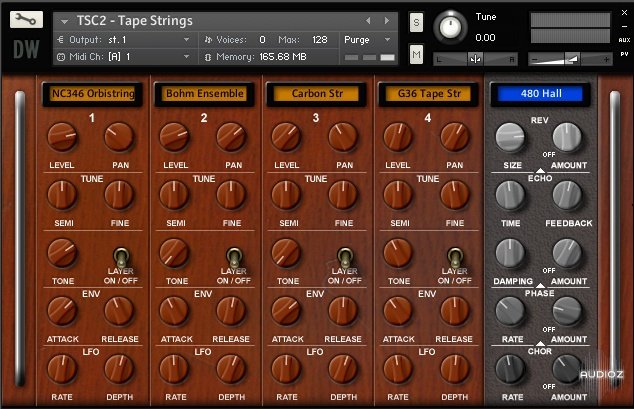 TSC2 - Tape Strings
Output: st. 1 Voices: 0 Max: 128 Purge
Midi Ch: [A] 1 Memory: 165.68 MB
DW
S
M
Tune
0.00
L R
AUX
PV
NC346 Orbistring Bohm Ensemble Carbon Str G36 Tape Str 480 Hall
1 2 3 4 REV
LEVEL PAN LEVEL PAN LEVEL PAN LEVEL PAN SIZE OFF AMOUNT
TUNE TUNE TUNE TUNE ECHO
SEMI FINE SEMI FINE SEMI FINE SEMI FINE TIME FEEDBACK
TONE LAYER ON / OFF TONE LAYER ON / OFF TONE LAYER ON / OFF TONE LAYER ON / OFF DAMPING OFF AMOUNT
ENV ENV ENV ENV PHASE
ATTACK RELEASE ATTACK RELEASE ATTACK RELEASE ATTACK RELEASE RATE OFF AMOUNT
LFO LFO LFO LFO CHOR
RATE DEPTH RATE DEPTH RATE DEPTH RATE DEPTH RATE OFF AMOUNT
AUDIOZ